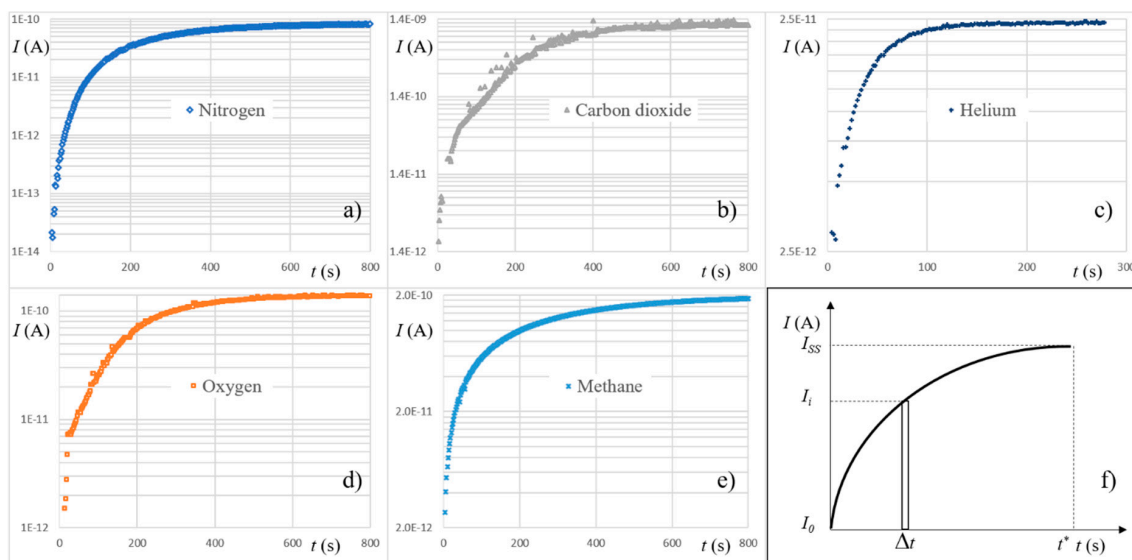 1E-10
I (A)
1E-11
Nitrogen
1E-12
1E-13
a)
1E-14
0 200 400 600 800
t (s)
1.4E-09
I (A)
1.4E-10
Carbon dioxide
1.4E-11
b)
1.4E-12
0 200 400 600 800
t (s)
2.5E-11
I (A)
Helium
c)
2.5E-12
0 100 200 300
t (s)
1E-10
I (A)
Oxygen
1E-11
d)
1E-12
0 200 400 600 800
t (s)
2.0E-10
I (A)
Methane
2.0E-11
e)
2.0E-12
0 200 400 600 800
t (s)
I (A)
I_SS
I_i
f)
I_0
Δt t* t (s)